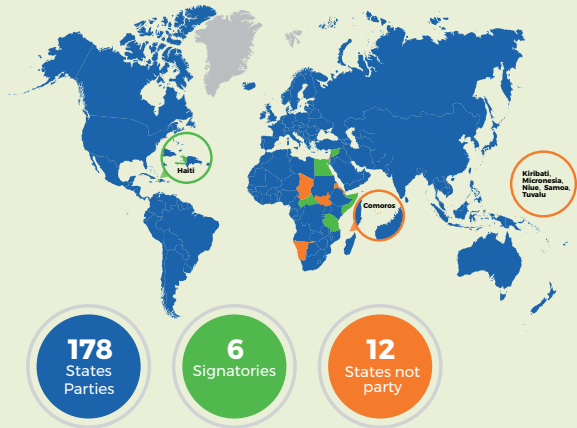 Haiti
Comoros
Kiribati,
Micronesia,
Niue, Samoa,
Tuvalu
178
States
Parties
6
Signatories
12
States not
party